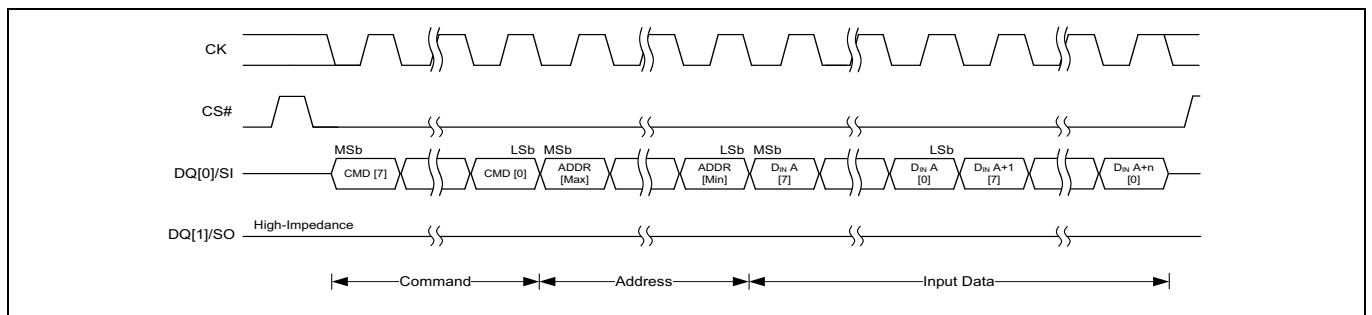 CK
CS#
MSb LSb MSb LSb MSb LSb
DQ[0]/SI CMD [7] CMD [0] ADDR [Max] ADDR [Min] DIN A [7] DIN A [0] DIN A+1 [7] DIN A+n [0]
High-Impedance
DQ[1]/SO
Command Address Input Data